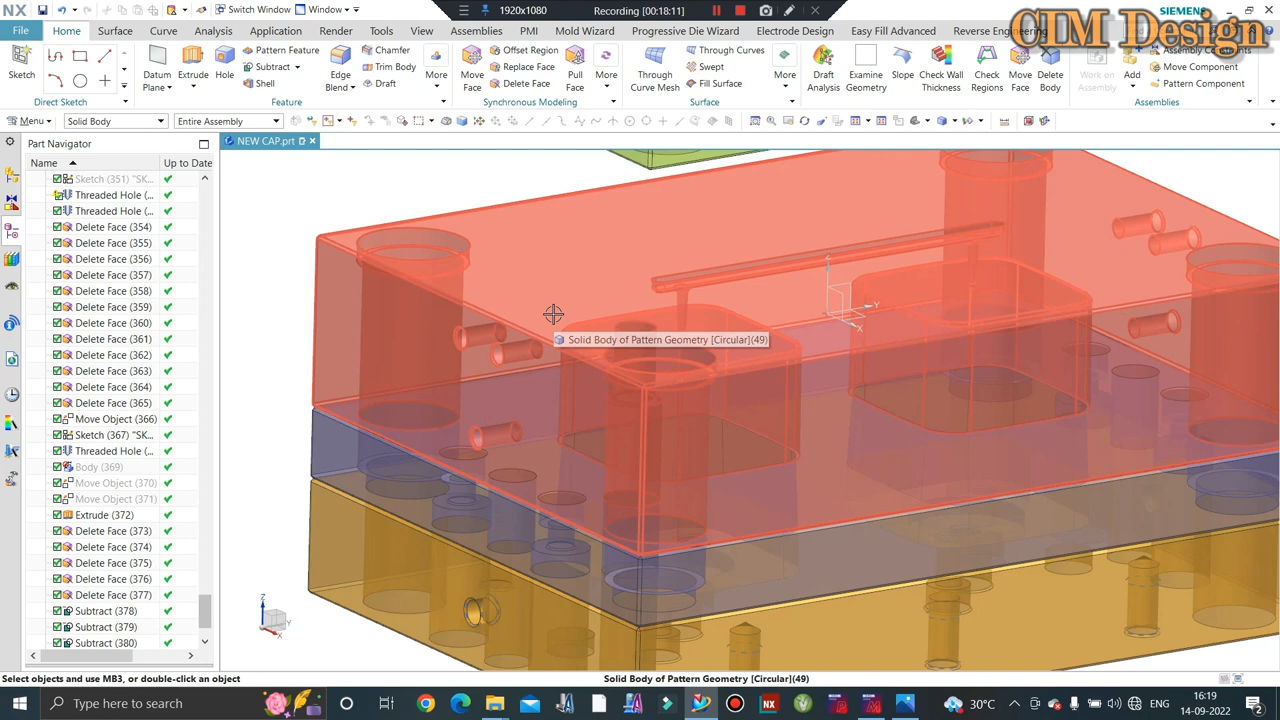 NX
Switch Window
Window
1920x1080
Recording [00:18:11]
SIEMENS
CIM Design
File
Home
Surface
Curve
Analysis
Application
Render
Tools
View
Assemblies
PMI
Mold Wizard
Progressive Die Wizard
Electrode Design
Easy Fill Advanced
Reverse Engineering
Sketch
Direct Sketch
Datum Plane
Extrude
Hole
Pattern Feature
Subtract
Shell
Edge Blend
Chamfer
Trim Body
Draft
More
Feature
Move Face
Offset Region
Replace Face
Delete Face
Pull Face
More
Synchronous Modeling
Through Curve Mesh
Through Curves
Swept
Fill Surface
More
Surface
Draft Analysis
Examine Geometry
Slope
Check Wall Thickness
Check Regions
Move Face
Delete Body
Work on Assembly
Add
Assembly Constraints
Move Component
Pattern Component
Assemblies
Menu
Solid Body
Entire Assembly
Part Navigator
NEW CAP.prt
Name
Up to Date
Sketch (351) "SK...
Threaded Hole (...
Threaded Hole (...
Delete Face (354)
Delete Face (355)
Delete Face (356)
Delete Face (357)
Delete Face (358)
Delete Face (359)
Delete Face (360)
Delete Face (361)
Delete Face (362)
Delete Face (363)
Delete Face (364)
Delete Face (365)
Move Object (366)
Sketch (367) "SK...
Threaded Hole (...
Body (369)
Move Object (370)
Move Object (371)
Extrude (372)
Delete Face (373)
Delete Face (374)
Delete Face (375)
Delete Face (376)
Delete Face (377)
Subtract (378)
Subtract (379)
Subtract (380)
Solid Body of Pattern Geometry [Circular](49)
Z
Y
X
Z
Y
X
Select objects and use MB3, or double-click an object
Solid Body of Pattern Geometry [Circular](49)
Type here to search
30°C
ENG
16:19
14-09-2022
2